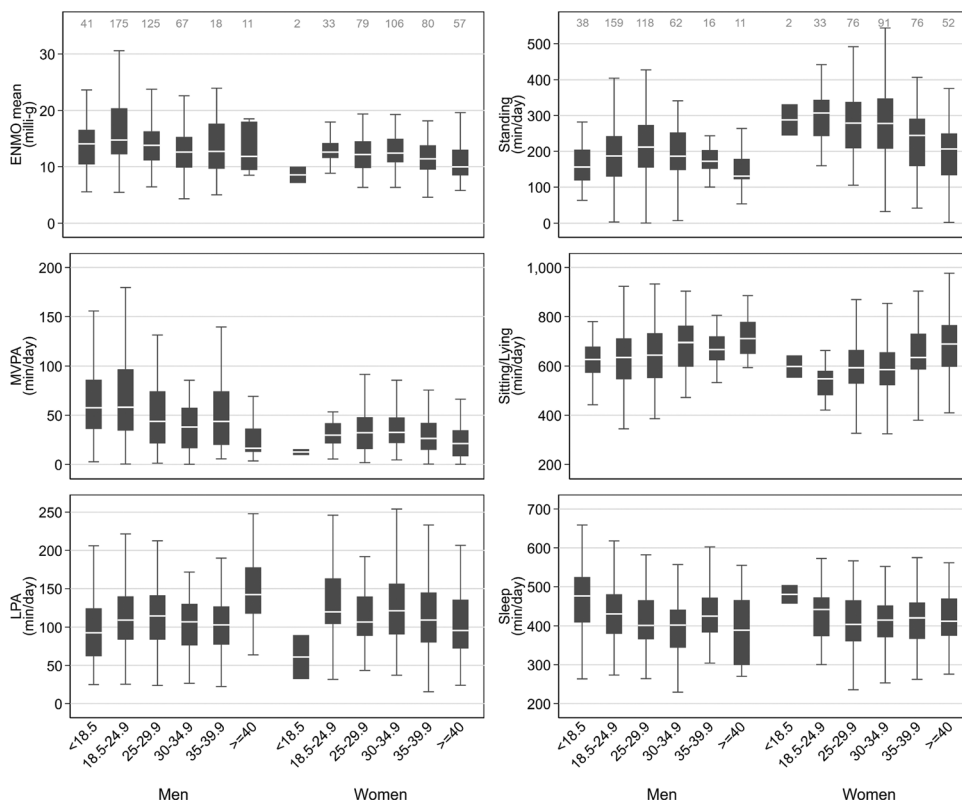 41 175 125 67 18 11 2 33 79 106 80 57
ENMO mean
(milli-g)
30
20
10
0
38 159 118 62 16 11 2 33 76 91 76 52
Standing
(min/day)
500
400
300
200
100
0
MVPA
(min/day)
200
150
100
50
0
Sitting/Lying
(min/day)
1,000
800
600
400
200
LPA
(min/day)
250
200
150
100
50
0
Sleep
(min/day)
700
600
500
400
300
200
<18.5 18.5-24.9 25-29.9 30-34.9 35-39.9 >=40 <18.5 18.5-24.9 25-29.9 30-34.9 35-39.9 >=40
Men Women
<18.5 18.5-24.9 25-29.9 30-34.9 35-39.9 >=40 <18.5 18.5-24.9 25-29.9 30-34.9 35-39.9 >=40
Men Women